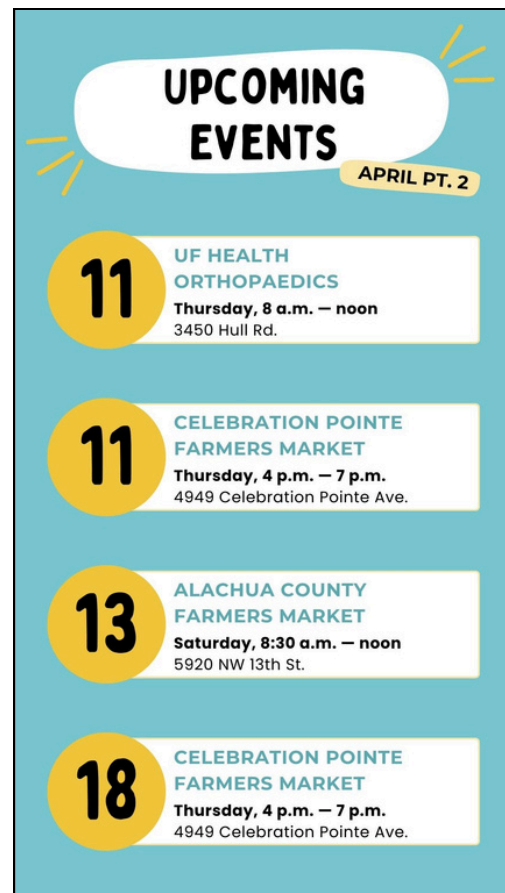 UPCOMING
EVENTS
APRIL PT. 2
11
UF HEALTH
ORTHOPAEDICS
Thursday, 8 a.m. — noon
3450 Hull Rd.
11
CELEBRATION POINTE
FARMERS MARKET
Thursday, 4 p.m. — 7 p.m.
4949 Celebration Pointe Ave.
13
ALACHUA COUNTY
FARMERS MARKET
Saturday, 8:30 a.m. — noon
5920 NW 13th St.
18
CELEBRATION POINTE
FARMERS MARKET
Thursday, 4 p.m. — 7 p.m.
4949 Celebration Pointe Ave.